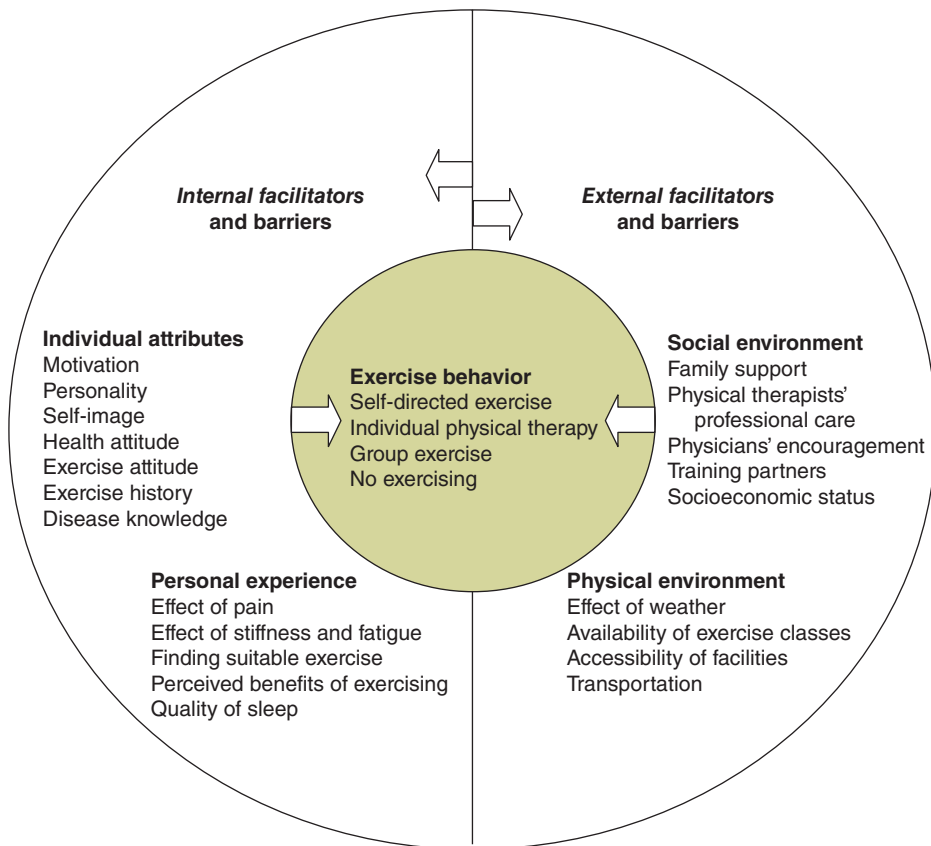 Internal facilitators
and barriers
External facilitators
and barriers
Individual attributes
Motivation
Personality
Self-image
Health attitude
Exercise attitude
Exercise history
Disease knowledge
Exercise behavior
Self-directed exercise
Individual physical therapy
Group exercise
No exercising
Social environment
Family support
Physical therapists’
professional care
Physicians’ encouragement
Training partners
Socioeconomic status
Personal experience
Effect of pain
Effect of stiffness and fatigue
Finding suitable exercise
Perceived benefits of exercising
Quality of sleep
Physical environment
Effect of weather
Availability of exercise classes
Accessibility of facilities
Transportation